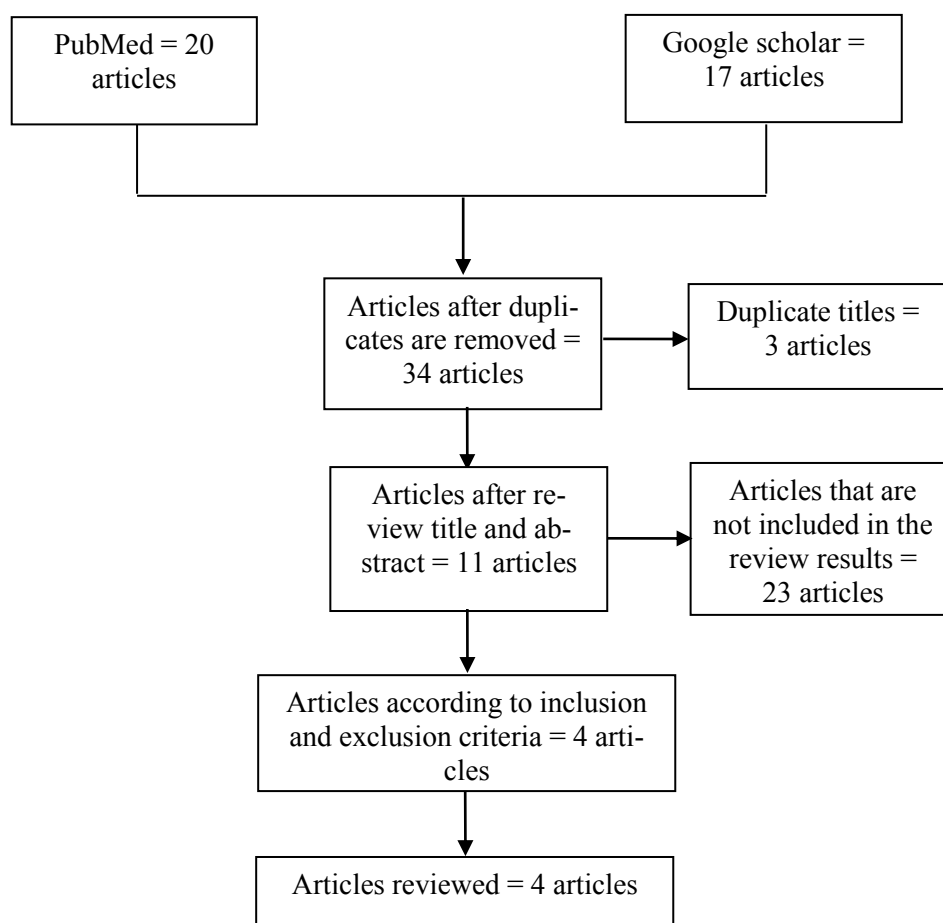 PubMed = 20
articles
Google scholar =
17 articles
Articles after dupli-
cates are removed =
34 articles
Duplicate titles =
3 articles
Articles after re-
view title and ab-
stract = 11 articles
Articles that are
not included in the
review results =
23 articles
Articles according to inclusion
and exclusion criteria = 4 arti-
cles
Articles reviewed = 4 articles